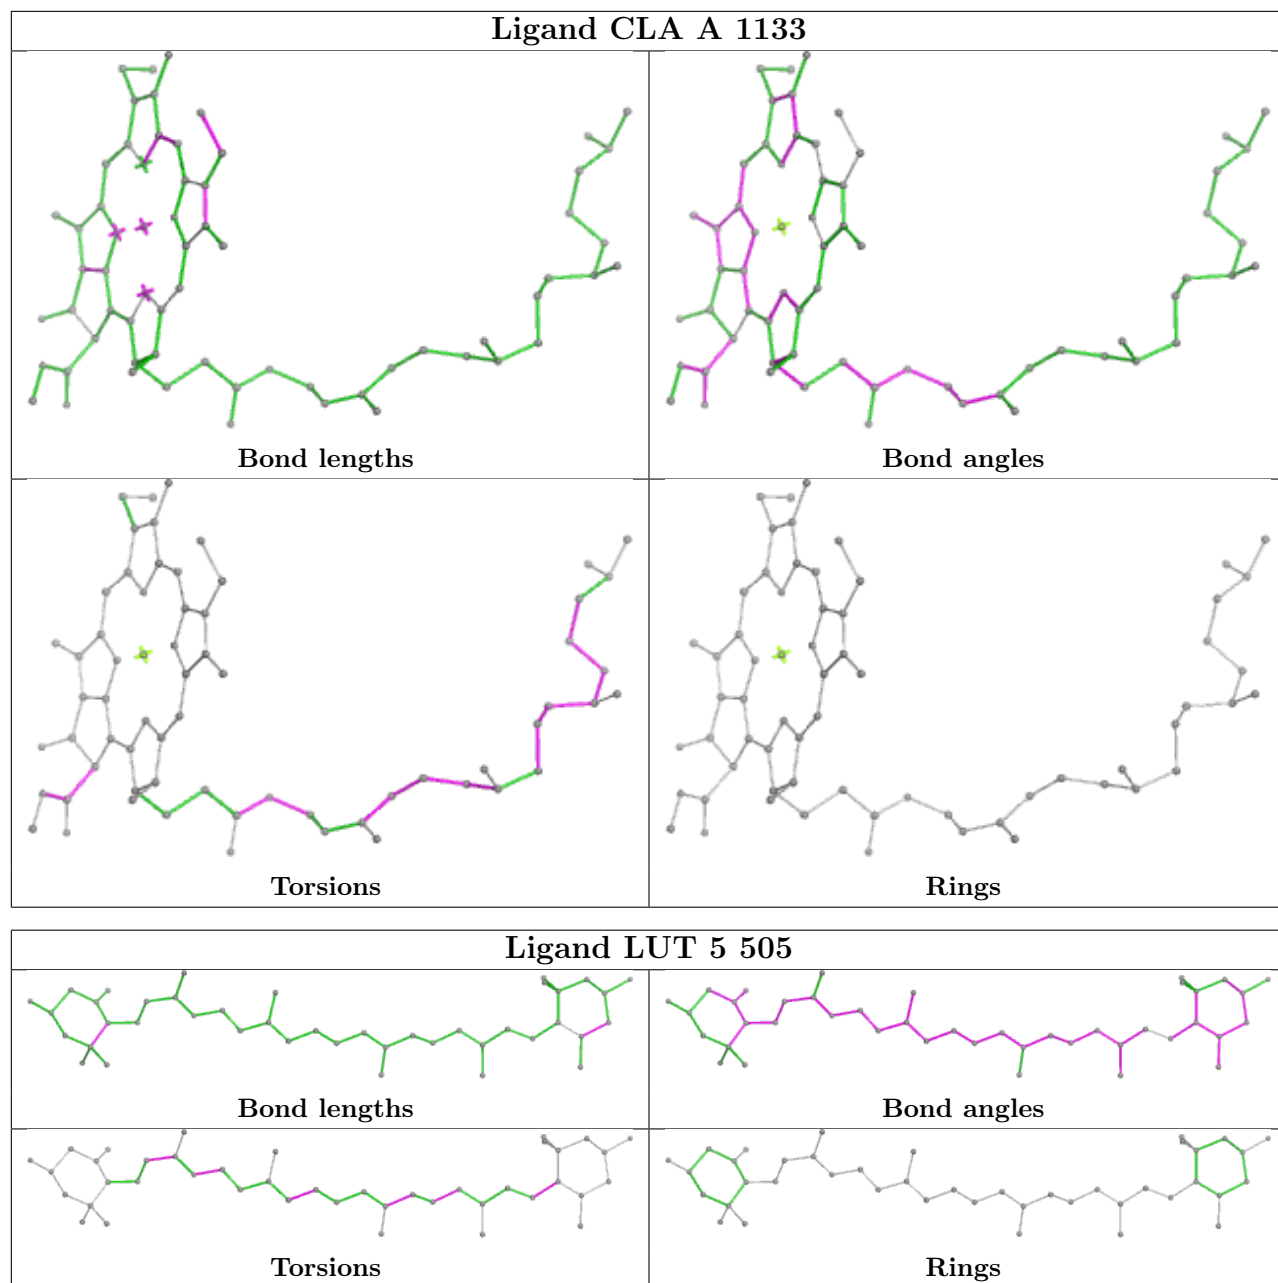 Ligand CLA A 1133
Bond lengths
Bond angles
Torsions
Rings
Ligand LUT 5 505
Bond lengths
Bond angles
Torsions
Rings